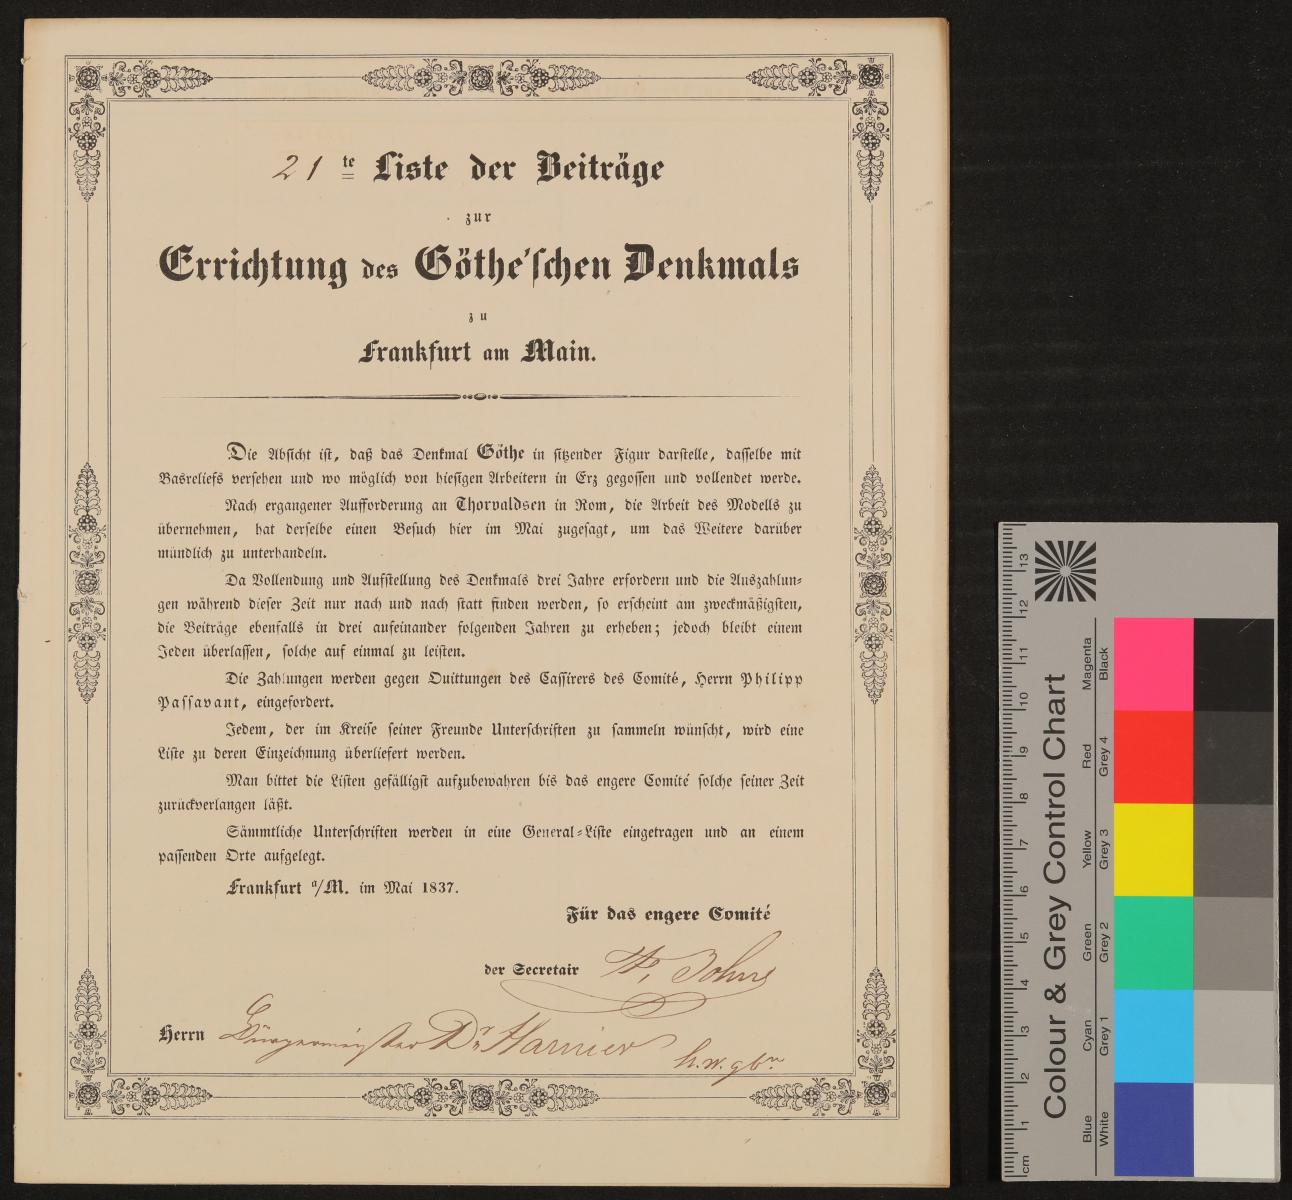 21te Liste der Beiträge
zur
Errichtung des Göthe'schen Denkmals
zu
Frankfurt am Main.
Die Absicht ist, daß das Denkmal Göthe in sitzender Figur darstelle, dasselbe mit
Basreliefs versehen und wo möglich von hiesigen Arbeitern in Erz gegossen und vollendet werde.
Nach ergangener Aufforderung an Thorvaldsen in Rom, die Arbeit des Modells zu
übernehmen, hat derselbe einen Besuch hier im Mai zugesagt, um das Weitere darüber
mündlich zu unterhandeln.
Da Vollendung und Aufstellung des Denkmals drei Jahre erfordern und die Auszahlun-
gen während dieser Zeit nur nach und nach statt finden werden, so erscheint am zweckmäßigsten,
die Beiträge ebenfalls in drei aufeinander folgenden Jahren zu erheben; jedoch bleibt einem
Jeden überlassen, solche auf einmal zu leisten.
Die Zahlungen werden gegen Quittungen des Cassirers des Comité, Herrn Philipp
Passavant, eingefordert.
Jedem, der im Kreise seiner Freunde Unterschriften zu sammeln wünscht, wird eine
Liste zu deren Einzeichnung überliefert werden.
Man bittet die Listen gefälligst aufzubewahren bis das engere Comité solche seiner Zeit
zurückverlangen läßt.
Sämmtliche Unterschriften werden in eine General-Liste eingetragen und an einem
passenden Orte aufgelegt.
Frankfurt a/M. im Mai 1837.
Für das engere Comité
der Secretair
Herrn Bürgermeister Dr Harnier h.w.gbn.
cm 1 2 3 4 5 6 7 8 9 10 11 12 13
Colour & Grey Control Chart
Blue Cyan Green Yellow Red Magenta
White Grey 1 Grey 2 Grey 3 Grey 4 Black